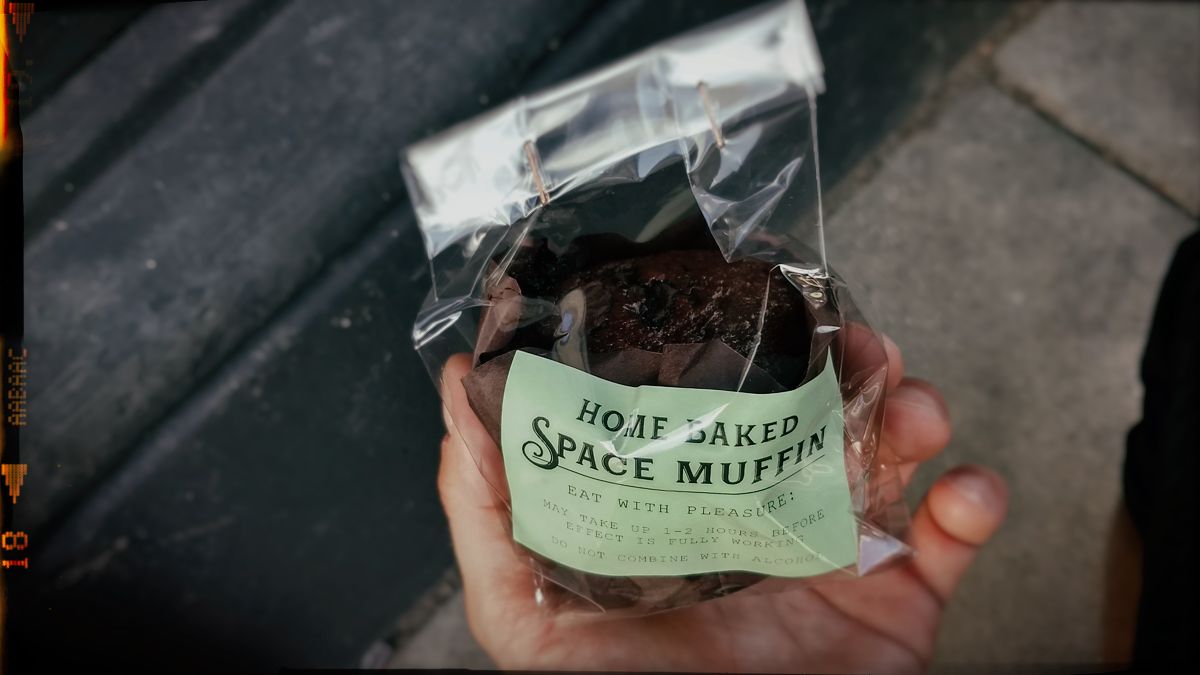 HOME BAKED
SPACE MUFFIN
EAT WITH PLEASURE:
MAY TAKE UP 1-2 HOURS BEFORE
EFFECT IS FULLY WORKING
DO NOT COMBINE WITH ALCOHOL
AABAAC
18